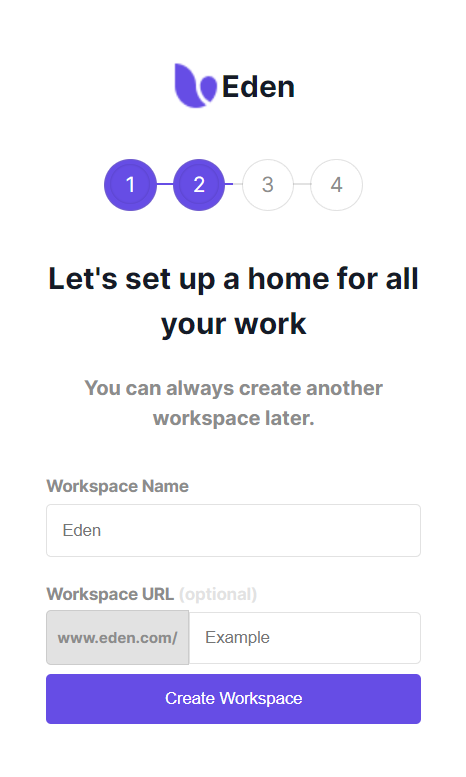 Eden
1 2 3 4
Let's set up a home for all
your work
You can always create another
workspace later.
Workspace Name
Eden
Workspace URL (optional)
www.eden.com/ Example
Create Workspace